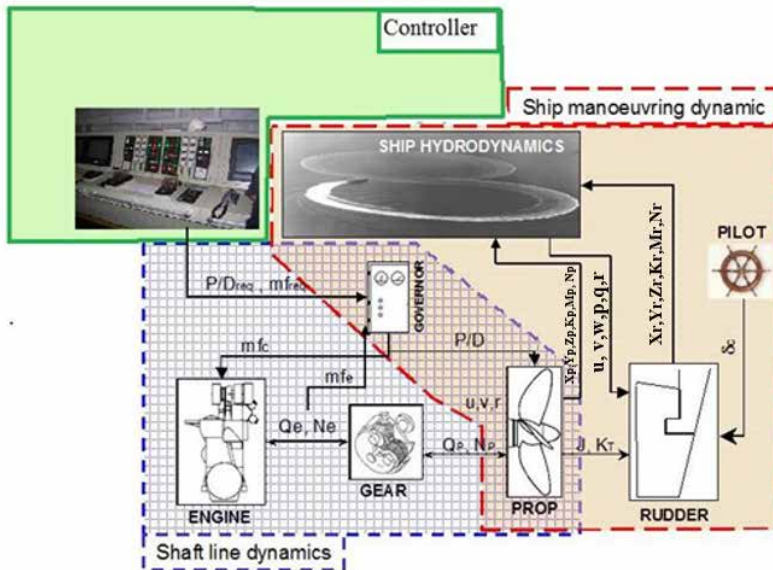 Controller
Ship manoeuvring dynamic
SHIP HYDRODYNAMICS
PILOT
P/Dreq , mfreq
GOVERNOR
Xp,Yp,Zp,Kp,Mp, Np
u, v,w,p,q,r
Xr,Yr,Zr,Kr,Mr,Nr
δc
mfc
P/D
mfe
u,v,r
Qe, Ne
QP, NP
J, KT
GEAR
ENGINE
PROP
RUDDER
Shaft line dynamics